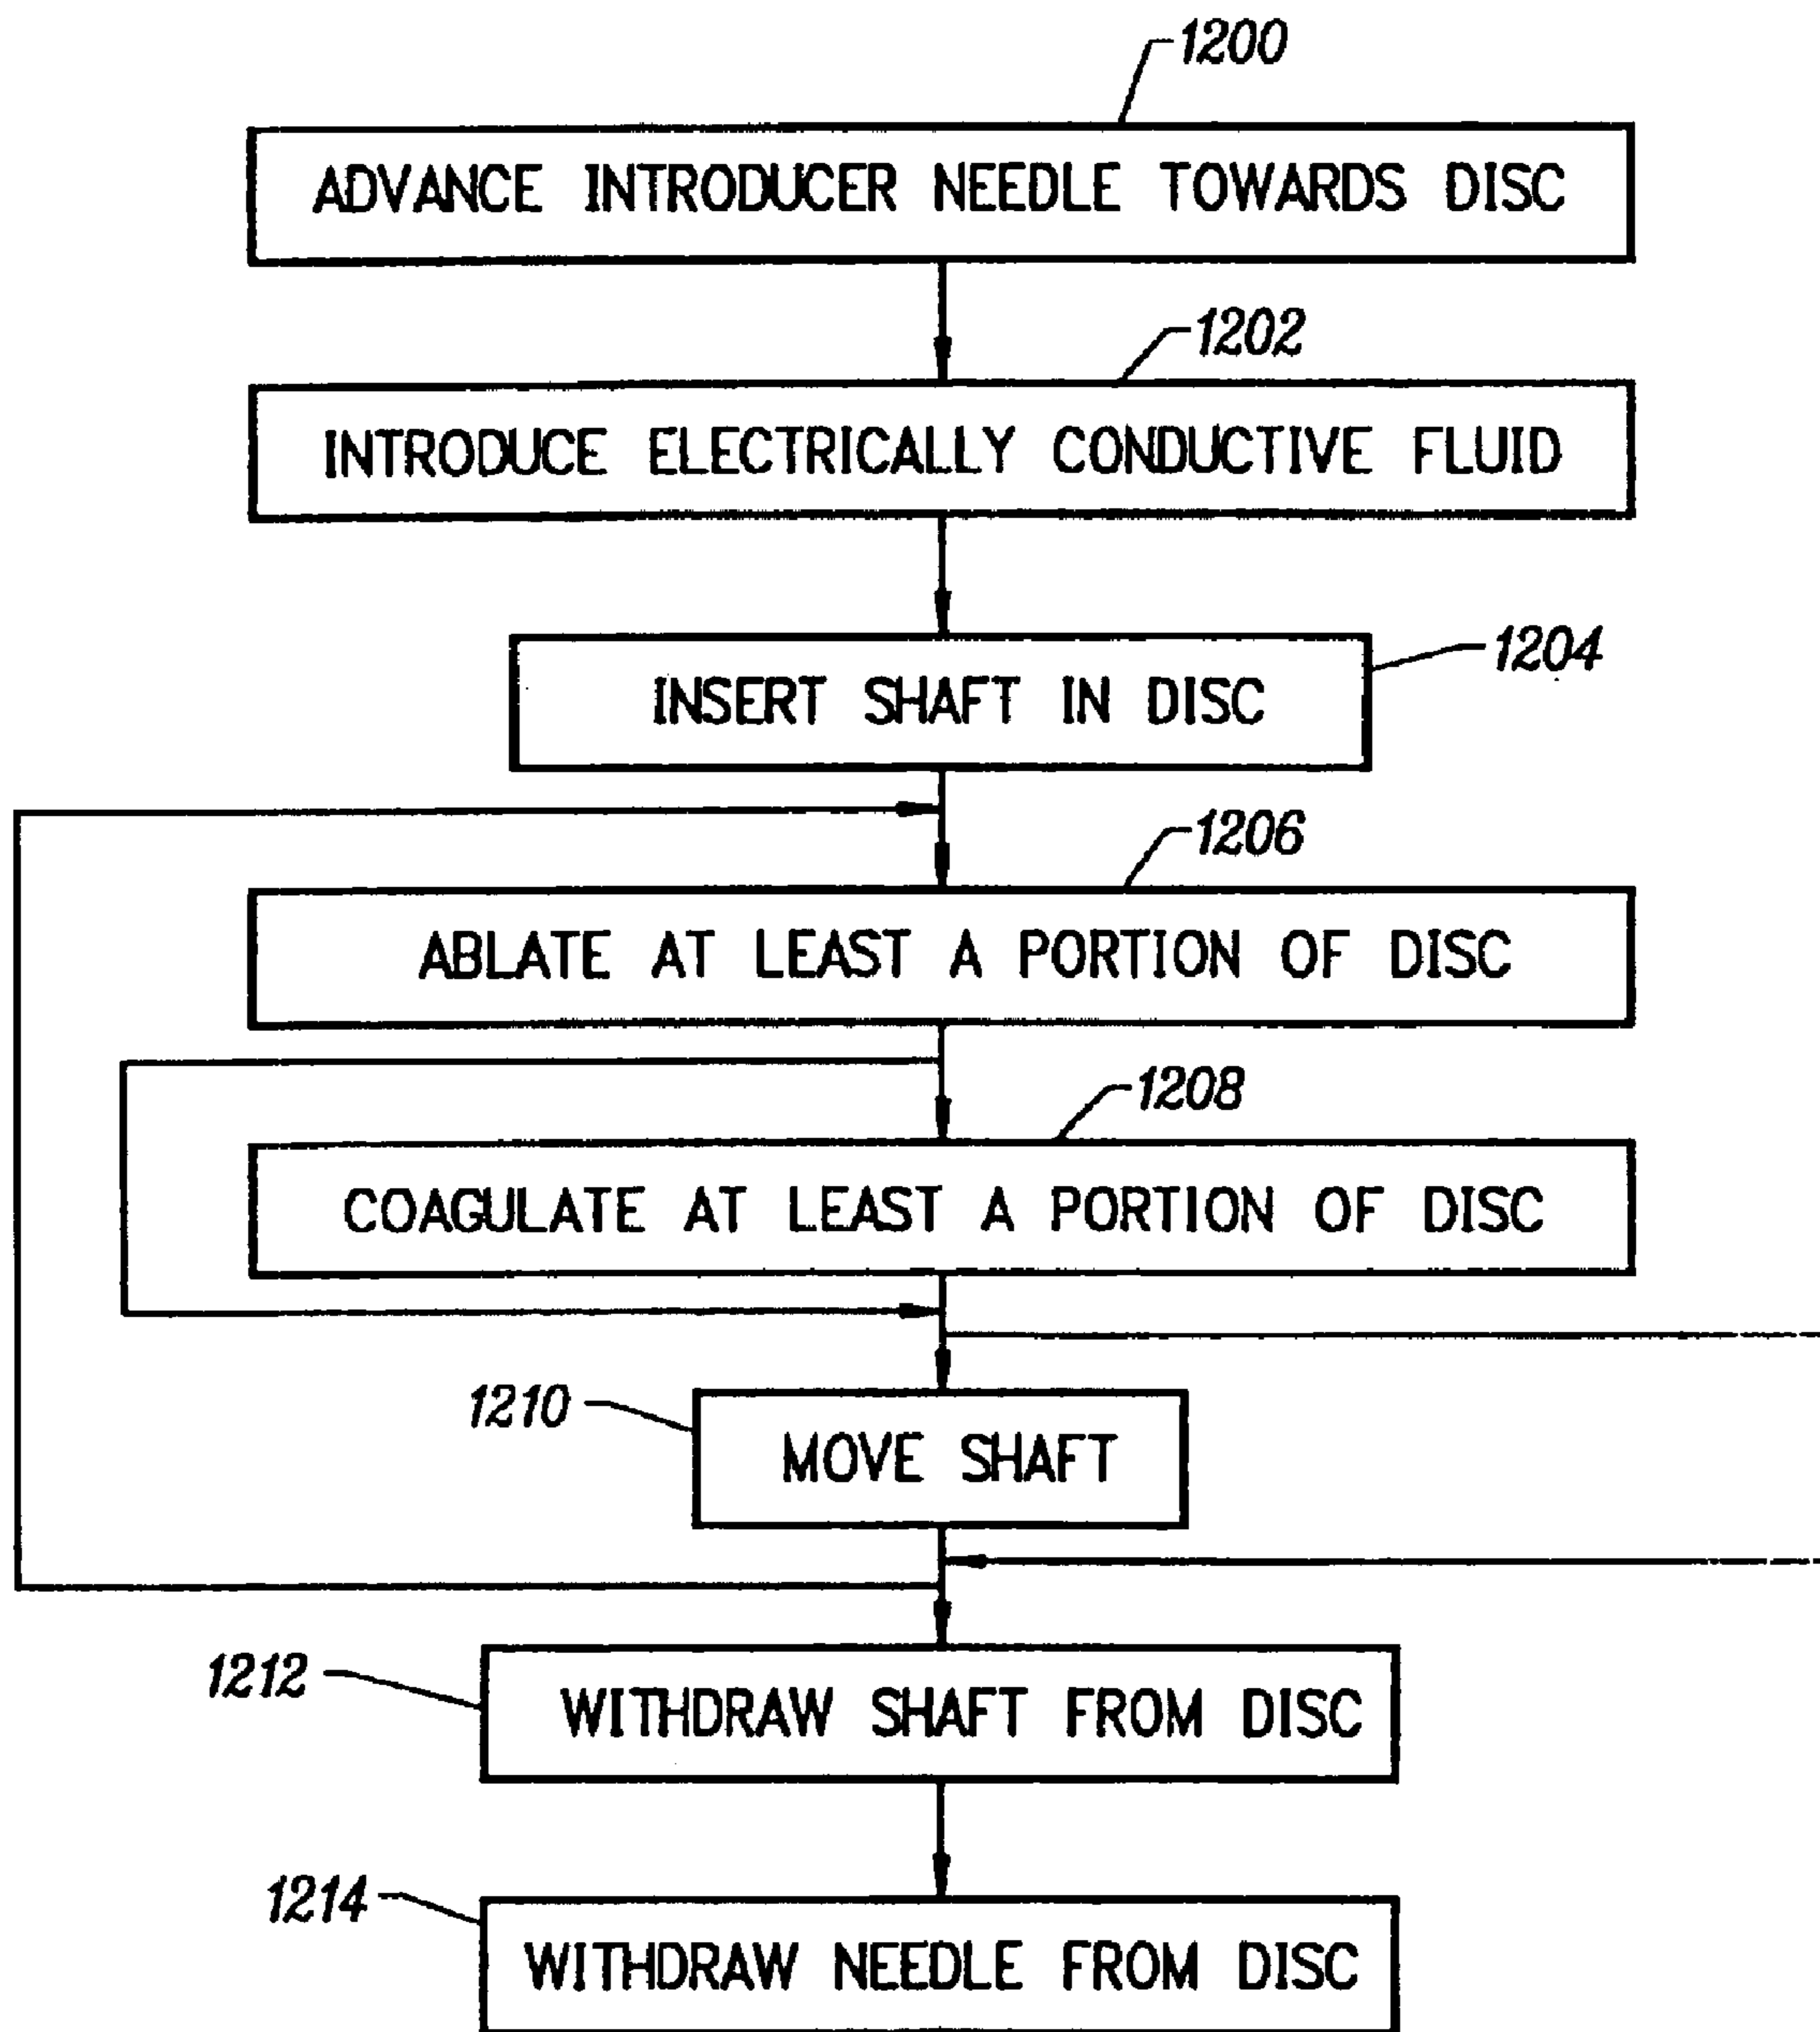 1200
ADVANCE INTRODUCER NEEDLE TOWARDS DISC
1202
INTRODUCE ELECTRICALLY CONDUCTIVE FLUID
1204
INSERT SHAFT IN DISC
1206
ABLATE AT LEAST A PORTION OF DISC
1208
COAGULATE AT LEAST A PORTION OF DISC
1210
MOVE SHAFT
1212
WITHDRAW SHAFT FROM DISC
1214
WITHDRAW NEEDLE FROM DISC